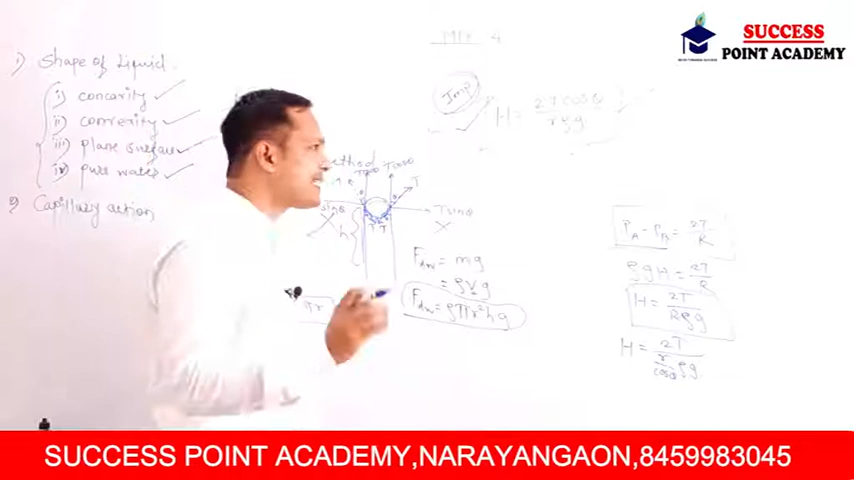 SUCCESS
POINT ACADEMY
1) Shape of Liquid
i) concavity
ii) convexity
iii) plane surface
iv) pure water
2) Capillary action
method
Tcosθ
T
Tsinθ
h
Fdw = mg
= ρVg
Fdw = ρπr²hg
Imp
H = 2Tcosθ / rρg
PA - PB = 2T / R
ρgH = 2T / R
H = 2T / Rρg
H = 2T / (r / cosθ) ρg
SUCCESS POINT ACADEMY,NARAYANGAON,8459983045